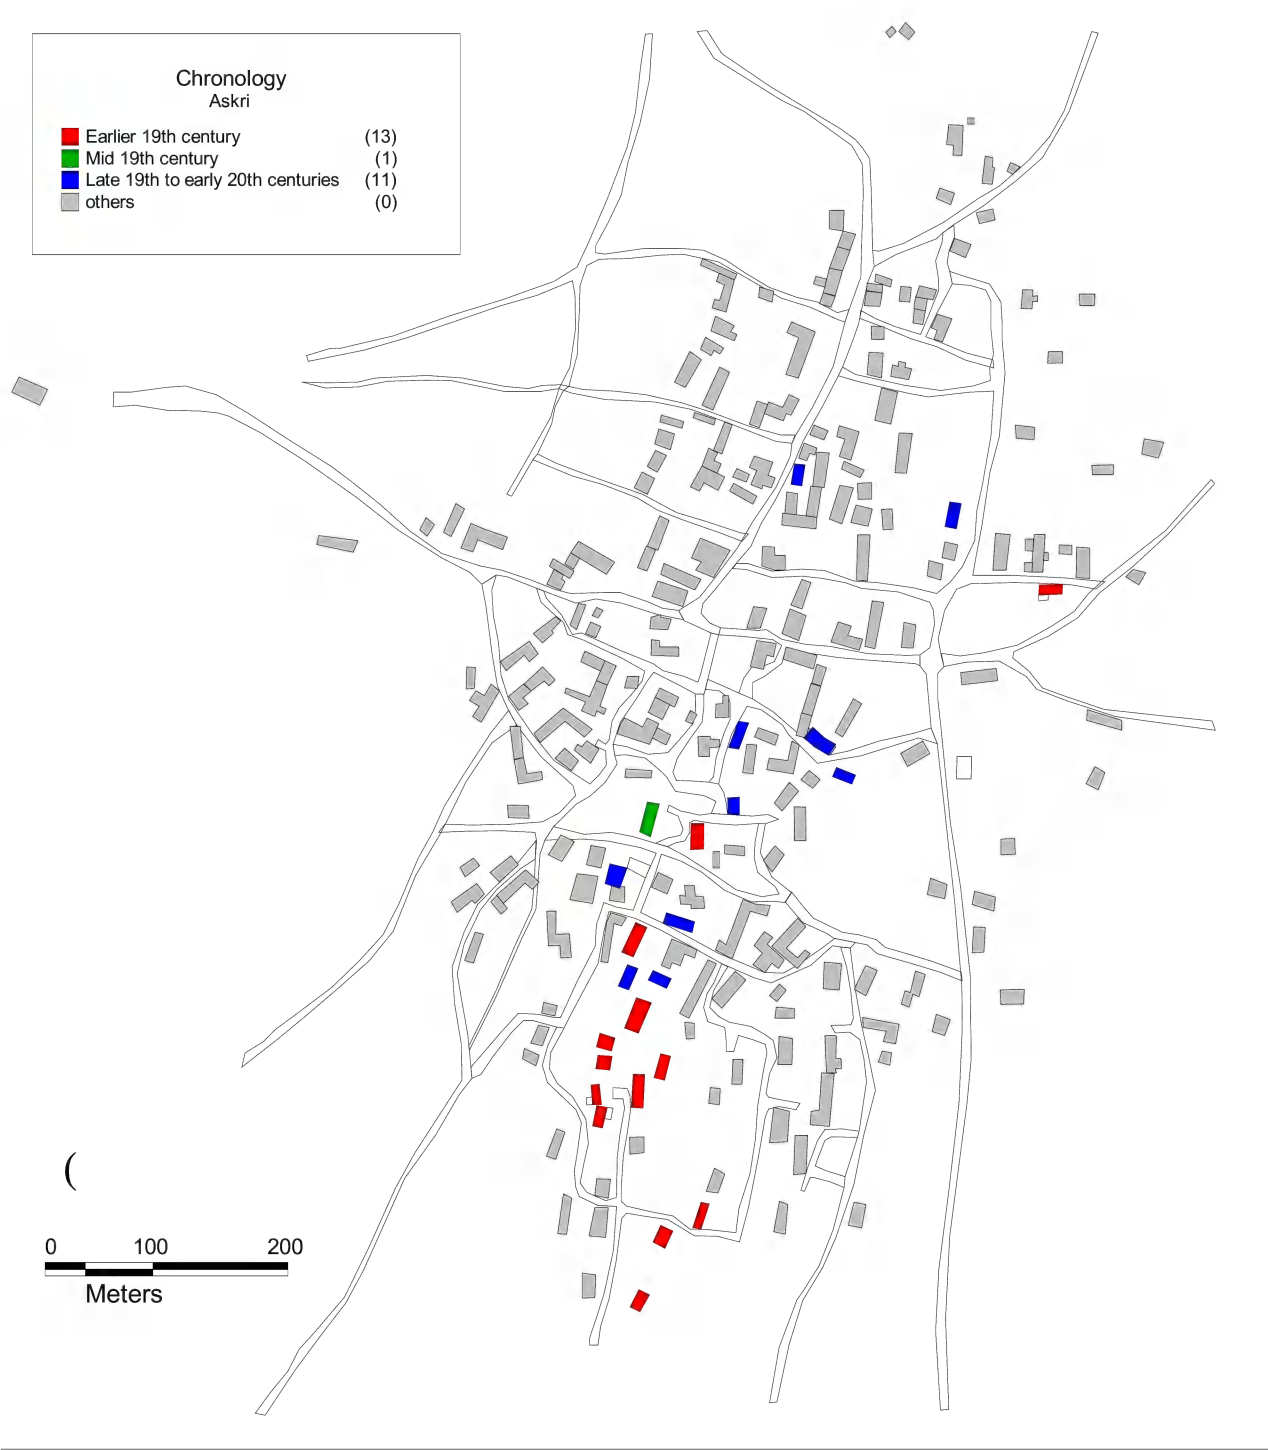 Chronology
Askri
Earlier 19th century (13)
Mid 19th century (1)
Late 19th to early 20th centuries (11)
others (0)
(
0 100 200
Meters